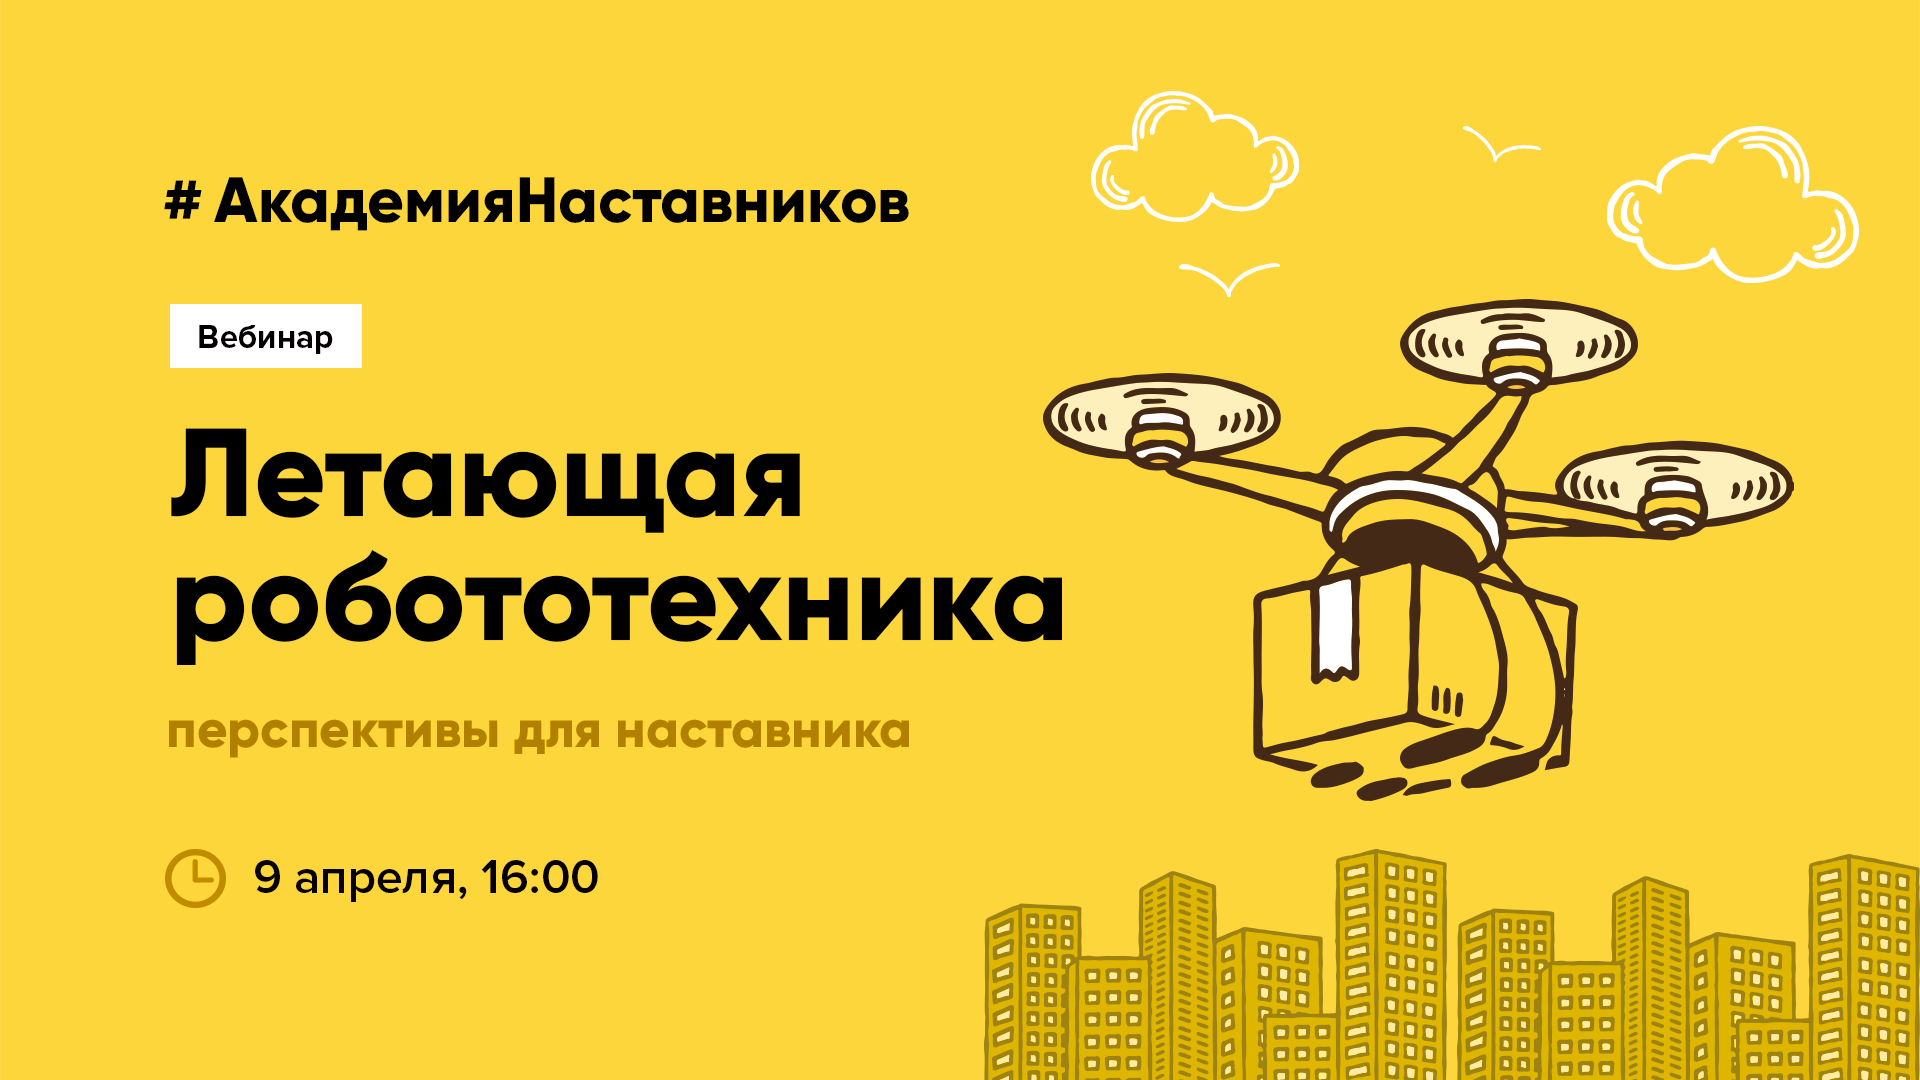 # АкадемияНаставников
Вебинар
Летающая
робототехника
перспективы для наставника
9 апреля, 16:00